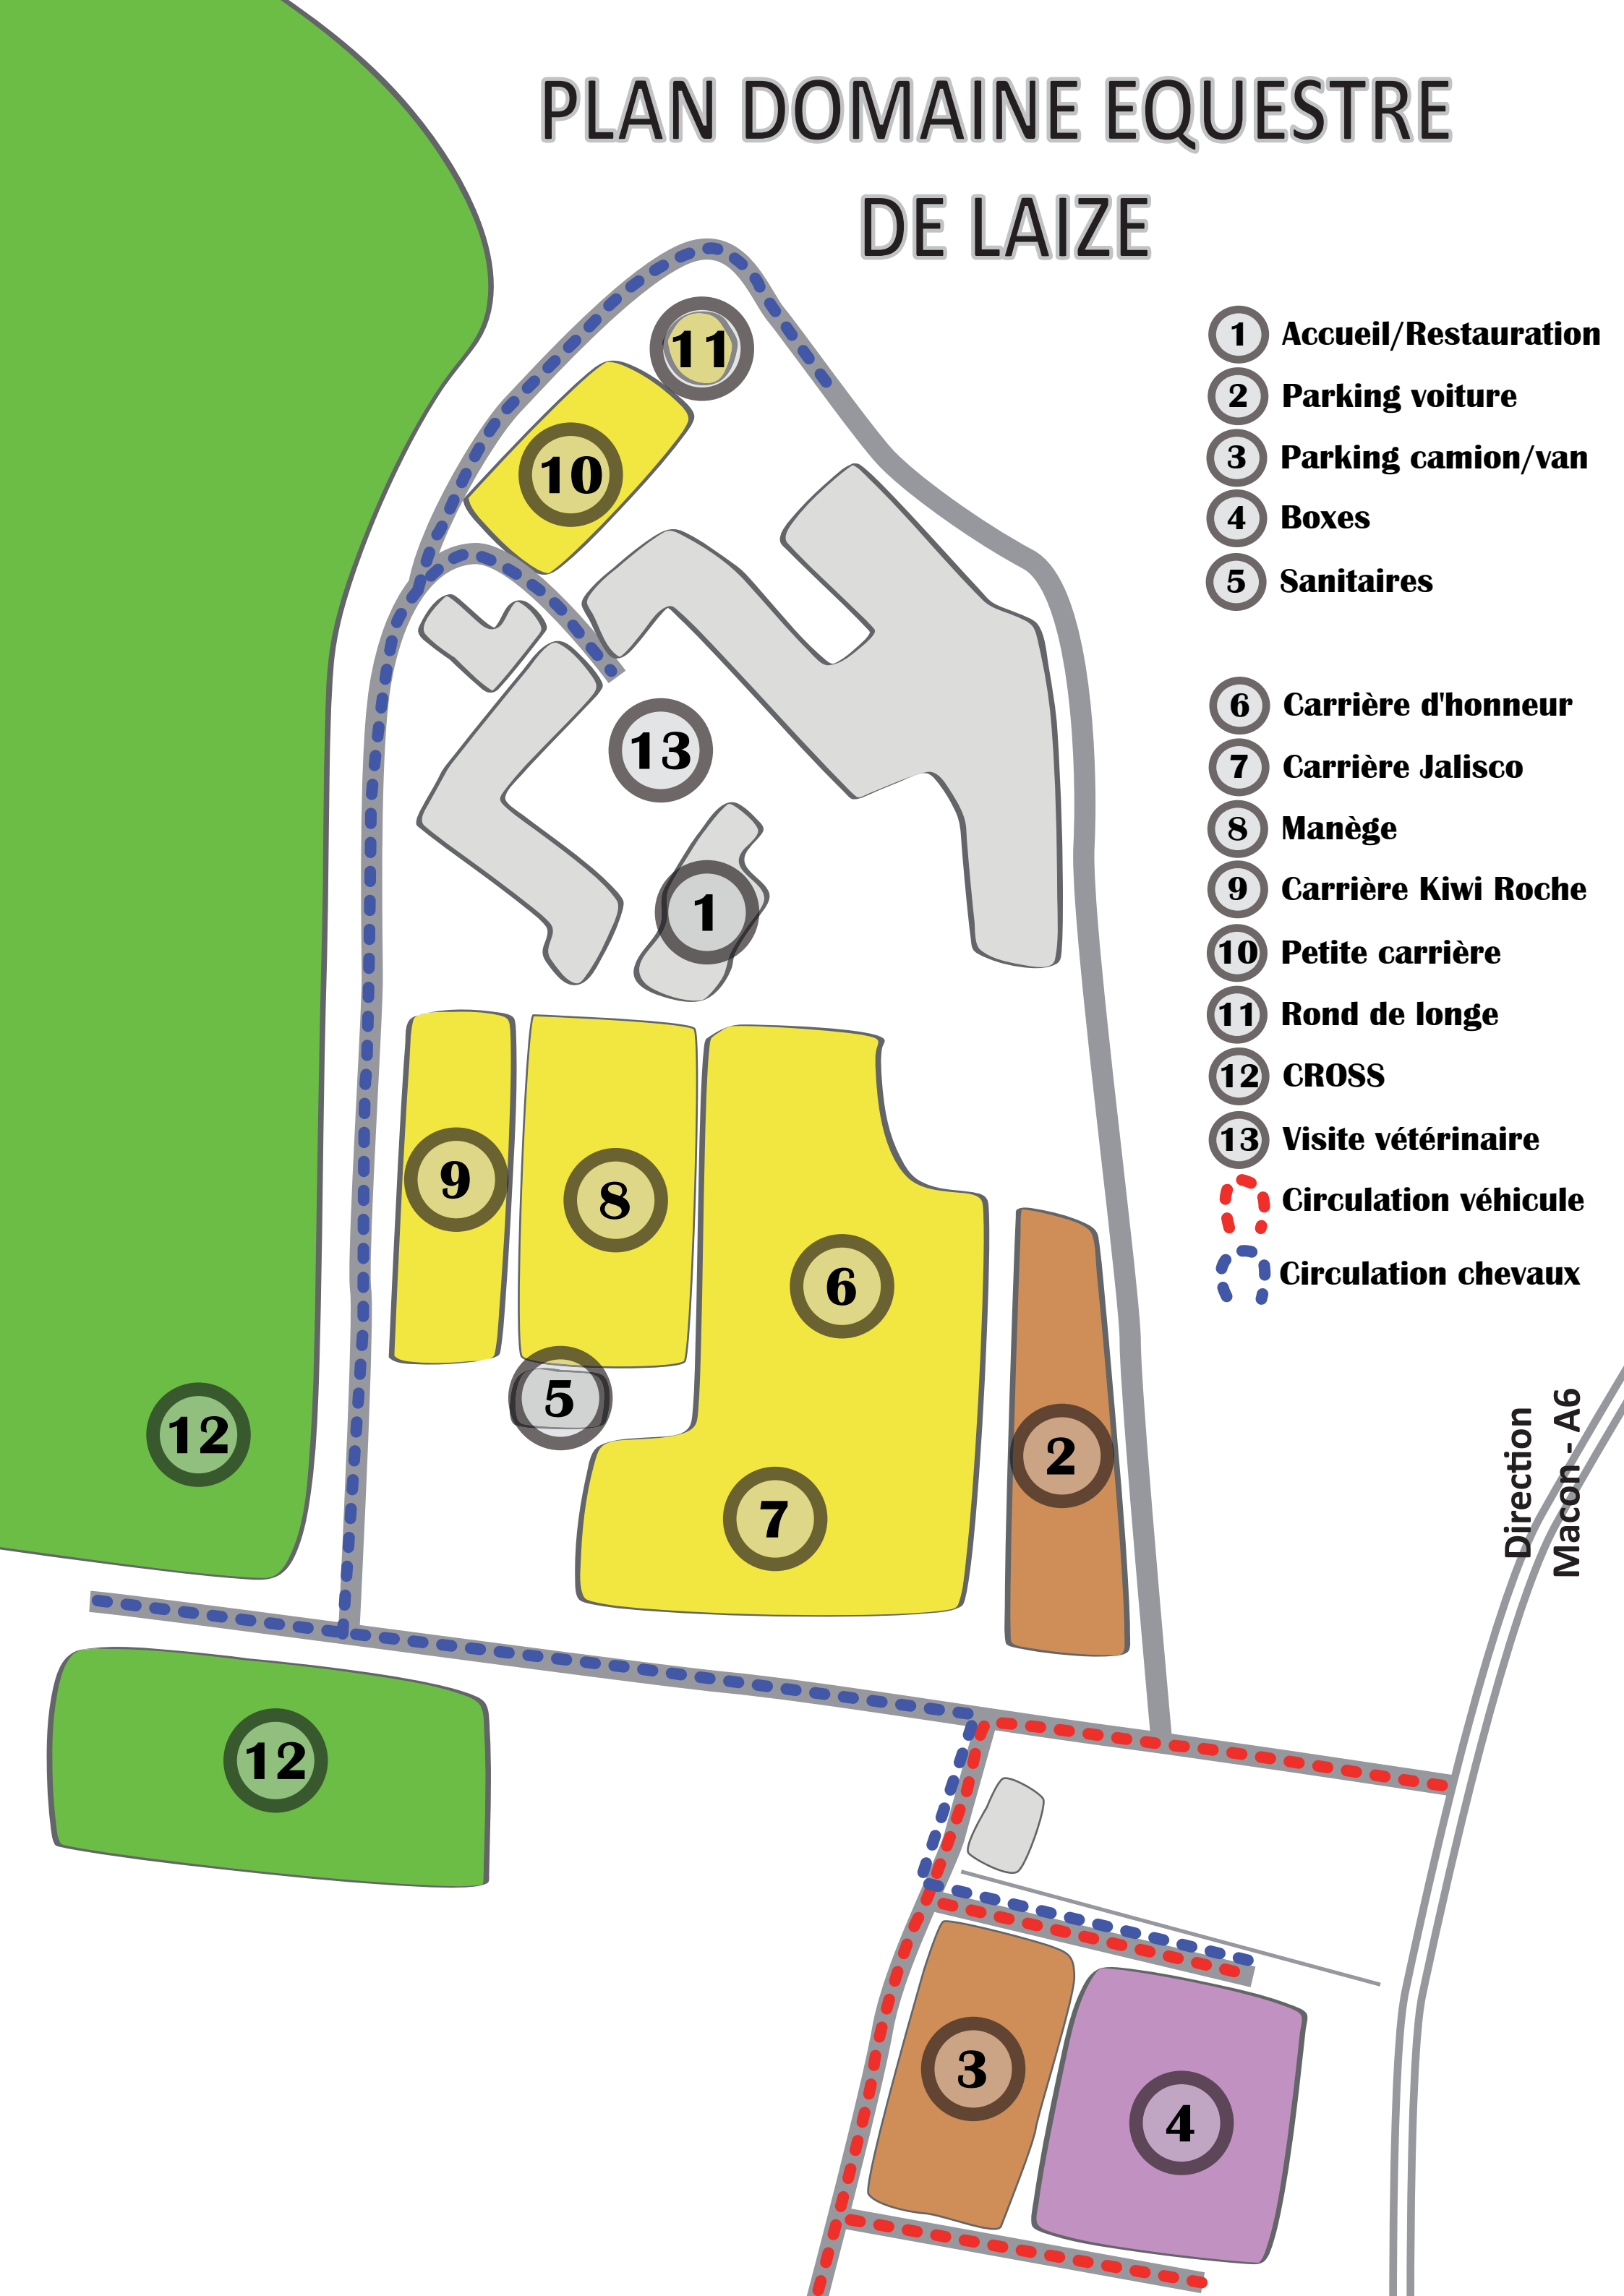 PLAN DOMAINE EQUESTRE
DE LAIZE
1 Accueil/Restauration
2 Parking voiture
3 Parking camion/van
4 Boxes
5 Sanitaires
6 Carrière d'honneur
7 Carrière Jalisco
8 Manège
9 Carrière Kiwi Roche
10 Petite carrière
11 Rond de longe
12 CROSS
13 Visite vétérinaire
Circulation véhicule
Circulation chevaux
11
10
13
1
9
8
6
5
12
2
7
Direction
Macon - A6
12
3
4